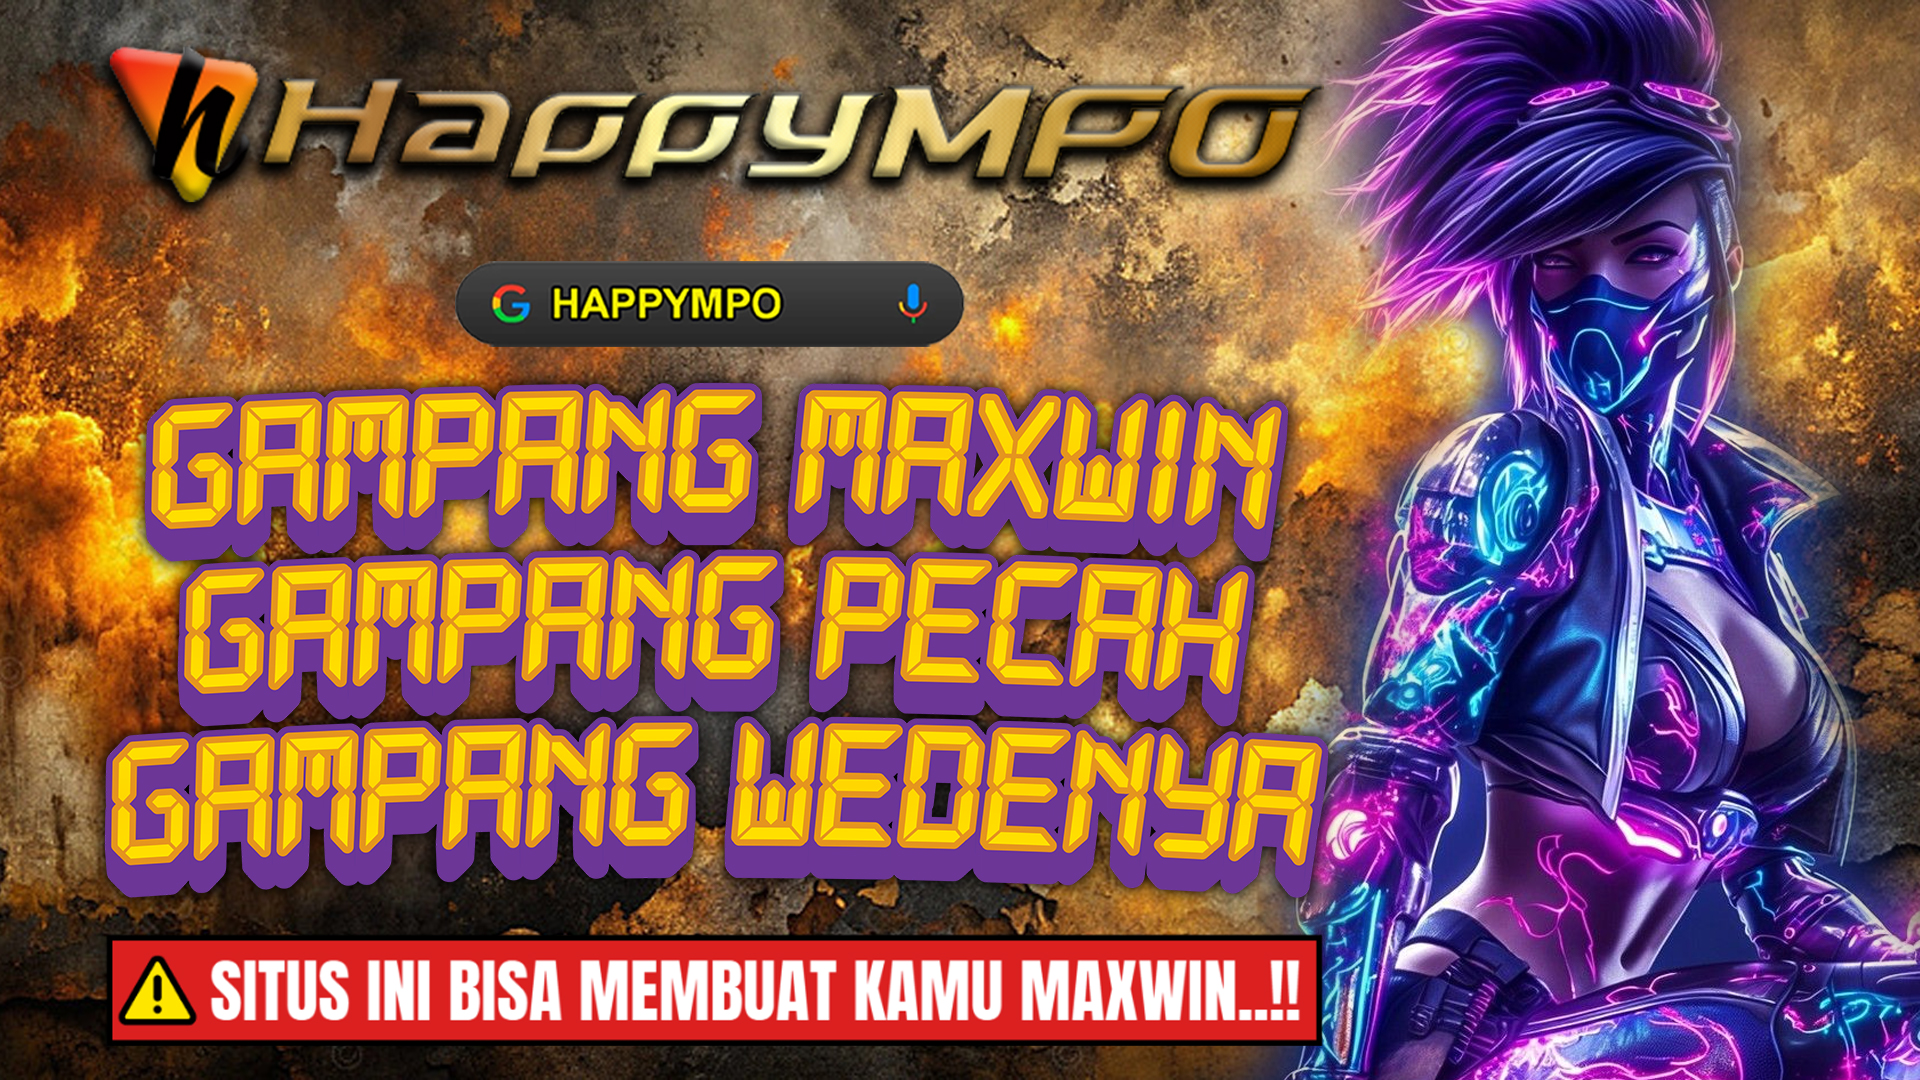 HappyMPO
HAPPYMPO
GAMPANG MAXWIN
GAMPANG PECAH
GAMPANG WEDENYA
SITUS INI BISA MEMBUAT KAMU MAXWIN..!!